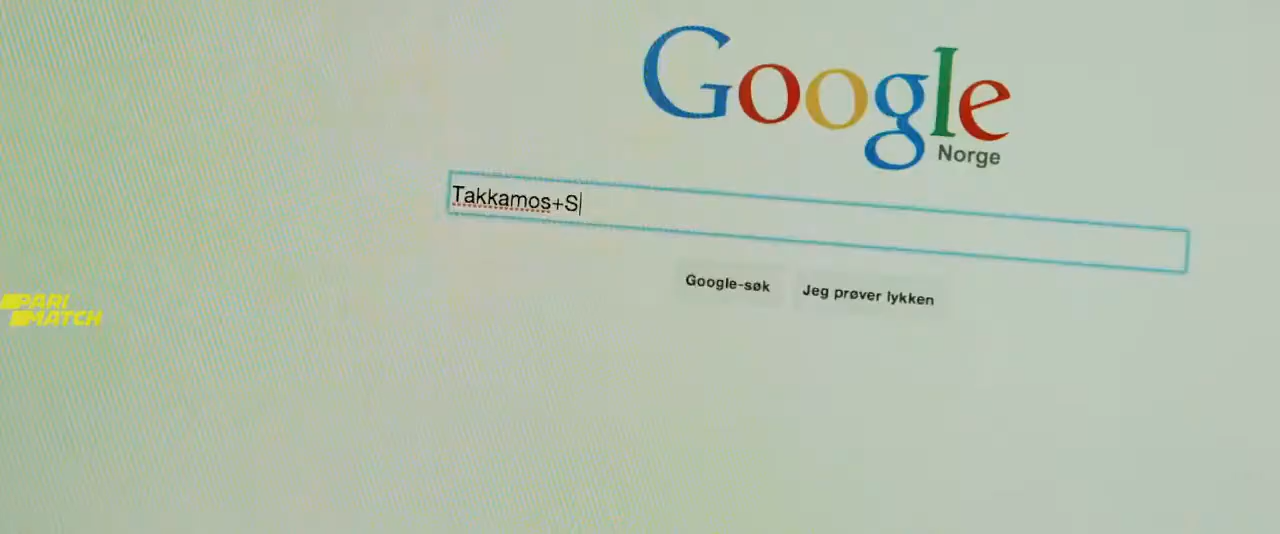 Google
Norge
Takkamos+S
Google-søk
Jeg prøver lykken
PARI
MATCH